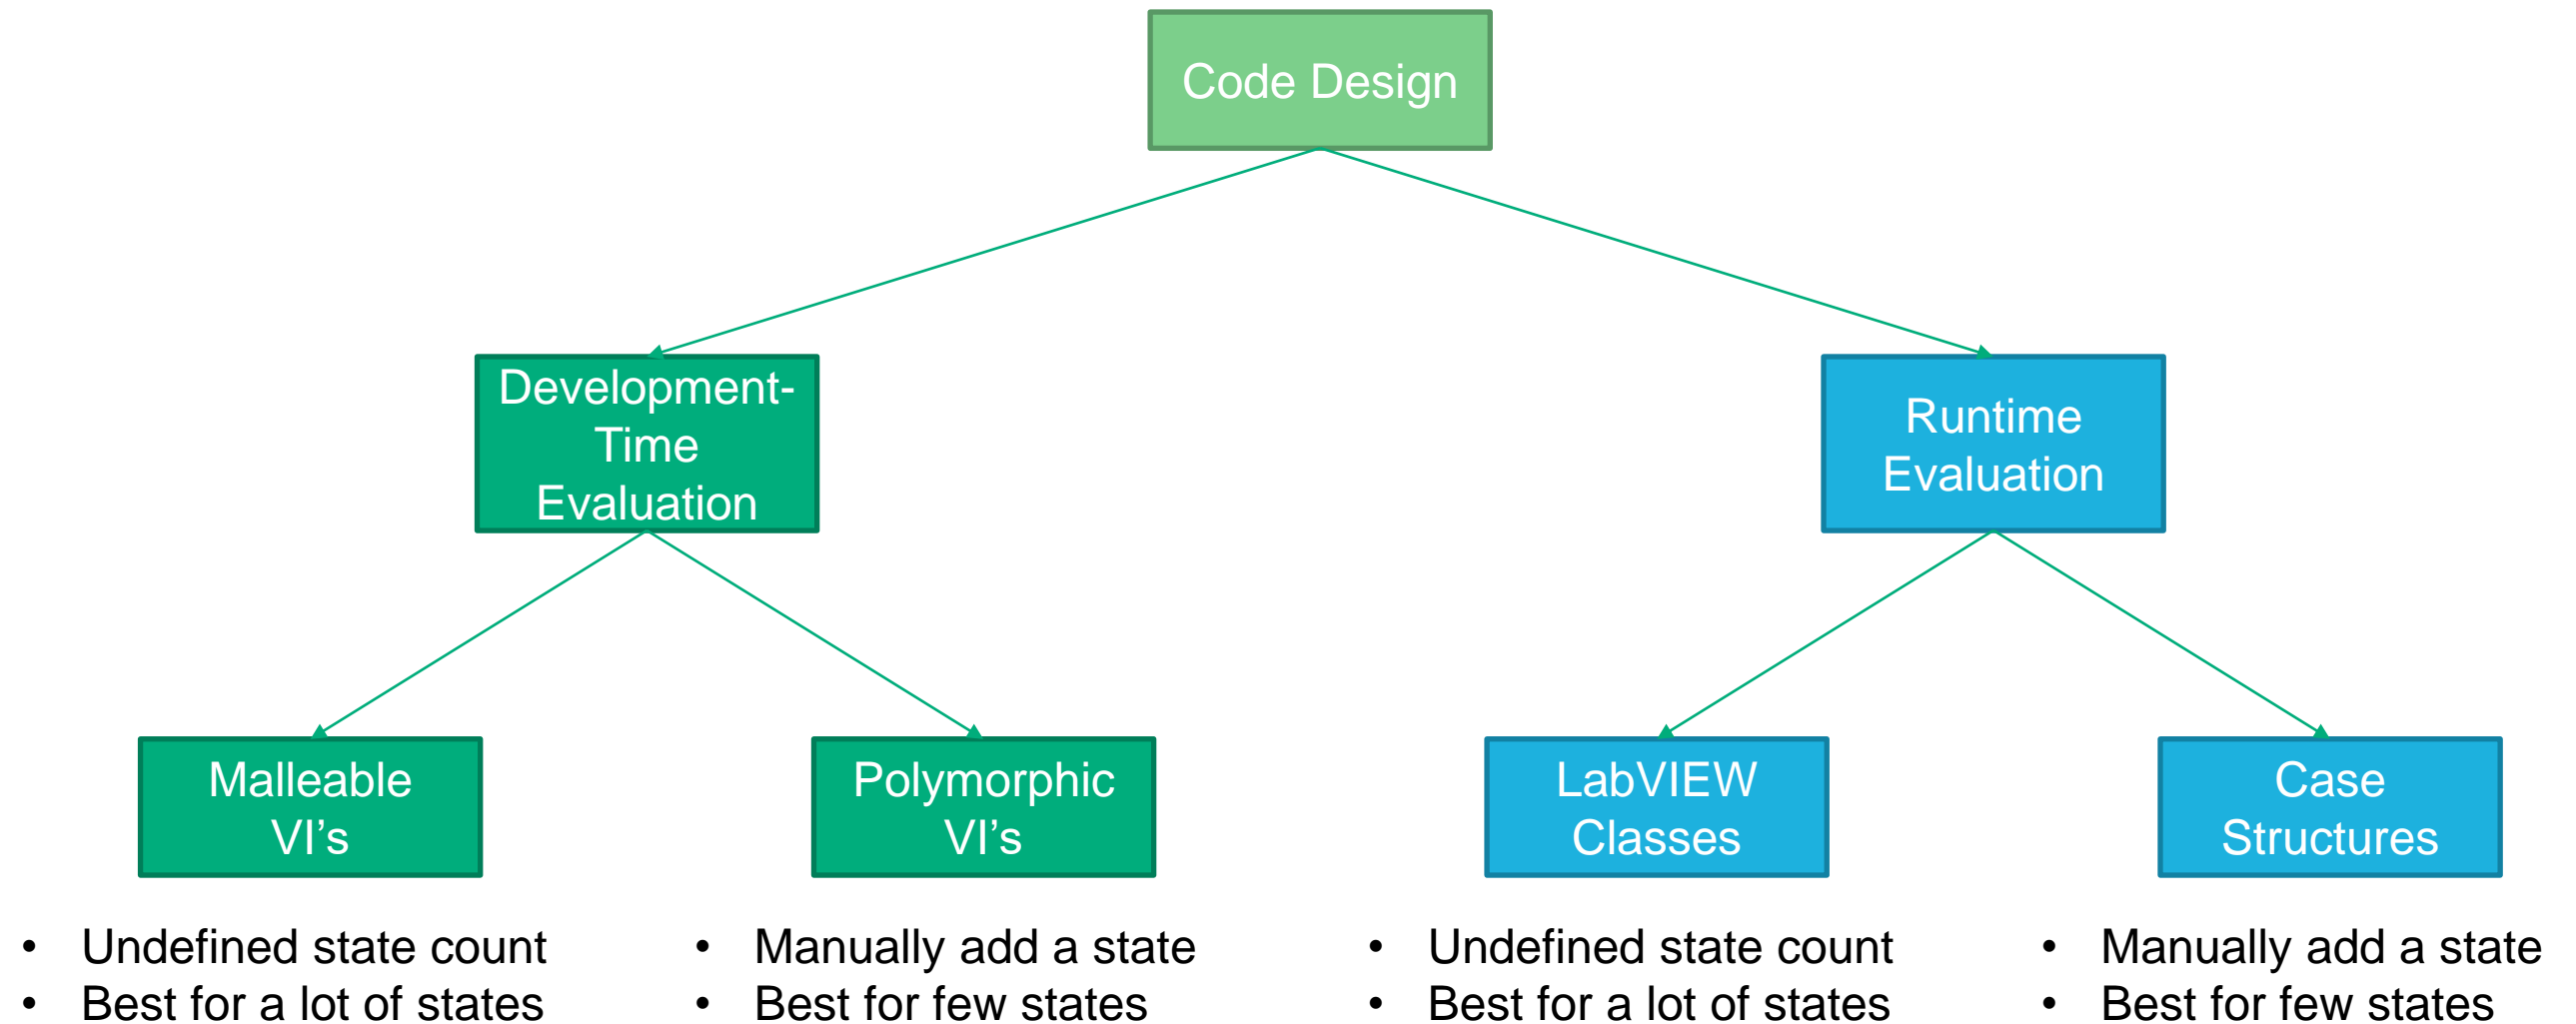 Code Design
Development-
Time
Evaluation
Runtime
Evaluation
Malleable
VI’s
Polymorphic
VI’s
LabVIEW
Classes
Case
Structures
• Undefined state count
• Best for a lot of states
• Manually add a state
• Best for few states
• Undefined state count
• Best for a lot of states
• Manually add a state
• Best for few states